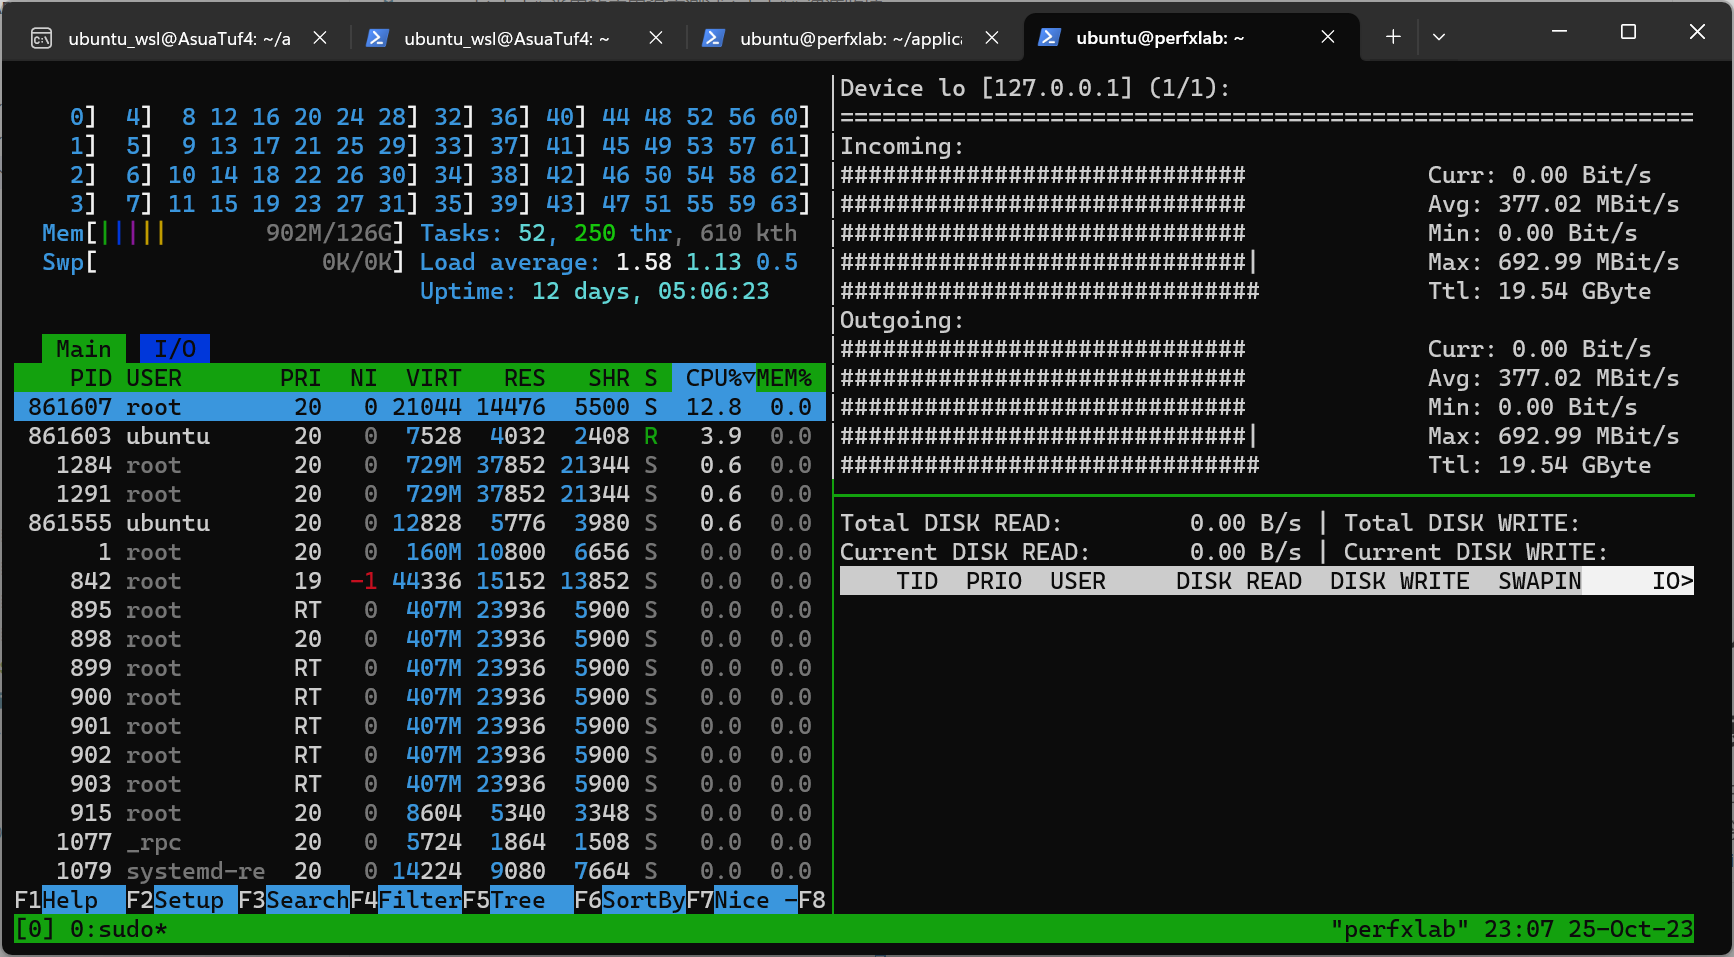 ubuntu_wsl@AsuaTuf4: ~/a
ubuntu_wsl@AsuaTuf4: ~
ubuntu@perfxlab: ~/applica
ubuntu@perfxlab: ~
0] 4] 8 12 16 20 24 28] 32] 36] 40] 44 48 52 56 60]
1] 5] 9 13 17 21 25 29] 33] 37] 41] 45 49 53 57 61]
2] 6] 10 14 18 22 26 30] 34] 38] 42] 46 50 54 58 62]
3] 7] 11 15 19 23 27 31] 35] 39] 43] 47 51 55 59 63]
Mem[||||| 902M/126G] Tasks: 52, 250 thr, 610 kth
Swp[ 0K/0K] Load average: 1.58 1.13 0.5
Uptime: 12 days, 05:06:23
Main I/O
PID USER PRI NI VIRT RES SHR S CPU%▽MEM%
861607 root 20 0 21044 14476 5500 S 12.8 0.0
861603 ubuntu 20 0 7528 4032 2408 R 3.9 0.0
1284 root 20 0 729M 37852 21344 S 0.6 0.0
1291 root 20 0 729M 37852 21344 S 0.6 0.0
861555 ubuntu 20 0 12828 5776 3980 S 0.6 0.0
1 root 20 0 160M 10800 6656 S 0.0 0.0
842 root 19 -1 44336 15152 13852 S 0.0 0.0
895 root RT 0 407M 23936 5900 S 0.0 0.0
898 root 20 0 407M 23936 5900 S 0.0 0.0
899 root RT 0 407M 23936 5900 S 0.0 0.0
900 root RT 0 407M 23936 5900 S 0.0 0.0
901 root RT 0 407M 23936 5900 S 0.0 0.0
902 root RT 0 407M 23936 5900 S 0.0 0.0
903 root RT 0 407M 23936 5900 S 0.0 0.0
915 root 20 0 8604 5340 3348 S 0.0 0.0
1077 _rpc 20 0 5724 1864 1508 S 0.0 0.0
1079 systemd-re 20 0 14224 9080 7664 S 0.0 0.0
F1Help F2Setup F3SearchF4FilterF5Tree F6SortByF7Nice -F8
Device lo [127.0.0.1] (1/1):
=============================================================
Incoming:
############################# Curr: 0.00 Bit/s
############################# Avg: 377.02 MBit/s
############################# Min: 0.00 Bit/s
#############################| Max: 692.99 MBit/s
############################## Ttl: 19.54 GByte
Outgoing:
############################# Curr: 0.00 Bit/s
############################# Avg: 377.02 MBit/s
############################# Min: 0.00 Bit/s
#############################| Max: 692.99 MBit/s
############################## Ttl: 19.54 GByte
Total DISK READ: 0.00 B/s | Total DISK WRITE:
Current DISK READ: 0.00 B/s | Current DISK WRITE:
TID PRIO USER DISK READ DISK WRITE SWAPIN IO>
[0] 0:sudo*
"perfxlab" 23:07 25-Oct-23